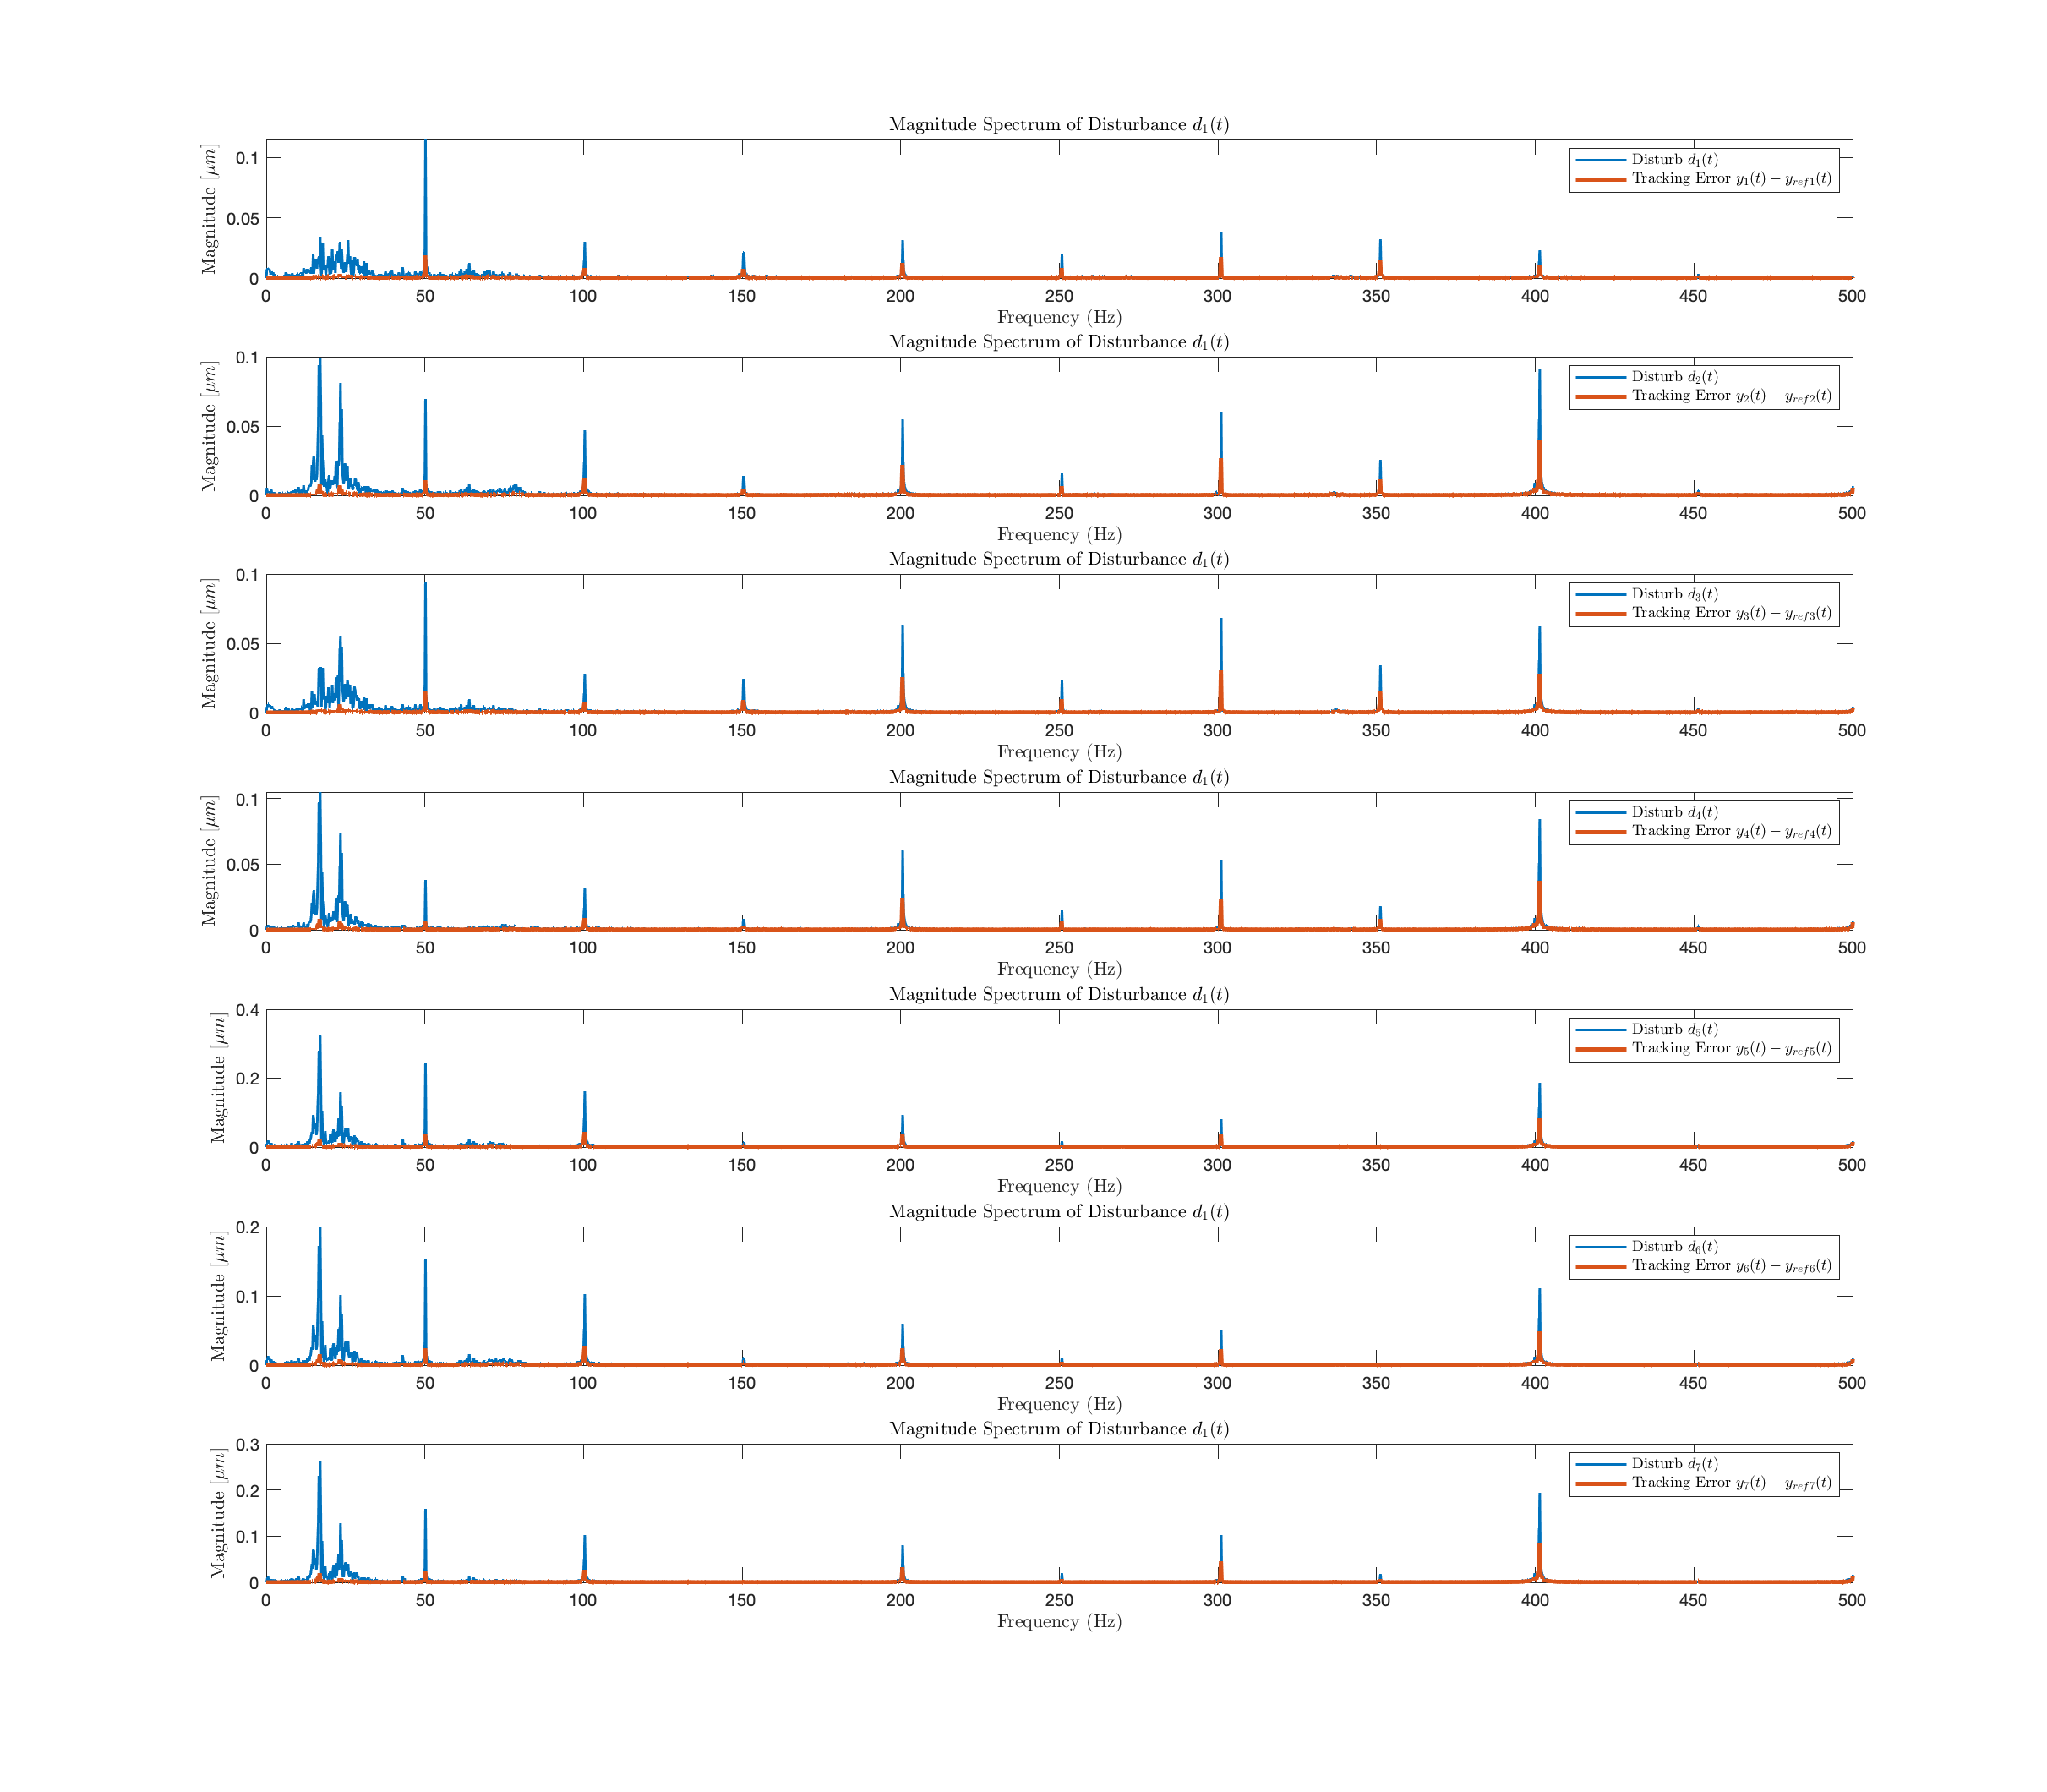 Magnitude Spectrum of Disturbance d₁(t)
Magnitude [μm]
0.1
0.05
0
Disturb d₁(t)
Tracking Error y₁(t) − y_ref1(t)
0 50 100 150 200 250 300 350 400 450 500
Frequency (Hz)
Magnitude Spectrum of Disturbance d₁(t)
Magnitude [μm]
0.1
0.05
0
Disturb d₂(t)
Tracking Error y₂(t) − y_ref2(t)
0 50 100 150 200 250 300 350 400 450 500
Frequency (Hz)
Magnitude Spectrum of Disturbance d₁(t)
Magnitude [μm]
0.1
0.05
0
Disturb d₃(t)
Tracking Error y₃(t) − y_ref3(t)
0 50 100 150 200 250 300 350 400 450 500
Frequency (Hz)
Magnitude Spectrum of Disturbance d₁(t)
Magnitude [μm]
0.1
0.05
0
Disturb d₄(t)
Tracking Error y₄(t) − y_ref4(t)
0 50 100 150 200 250 300 350 400 450 500
Frequency (Hz)
Magnitude Spectrum of Disturbance d₁(t)
Magnitude [μm]
0.4
0.2
0
Disturb d₅(t)
Tracking Error y₅(t) − y_ref5(t)
0 50 100 150 200 250 300 350 400 450 500
Frequency (Hz)
Magnitude Spectrum of Disturbance d₁(t)
Magnitude [μm]
0.2
0.1
0
Disturb d₆(t)
Tracking Error y₆(t) − y_ref6(t)
0 50 100 150 200 250 300 350 400 450 500
Frequency (Hz)
Magnitude Spectrum of Disturbance d₁(t)
Magnitude [μm]
0.3
0.2
0.1
0
Disturb d₇(t)
Tracking Error y₇(t) − y_ref7(t)
0 50 100 150 200 250 300 350 400 450 500
Frequency (Hz)